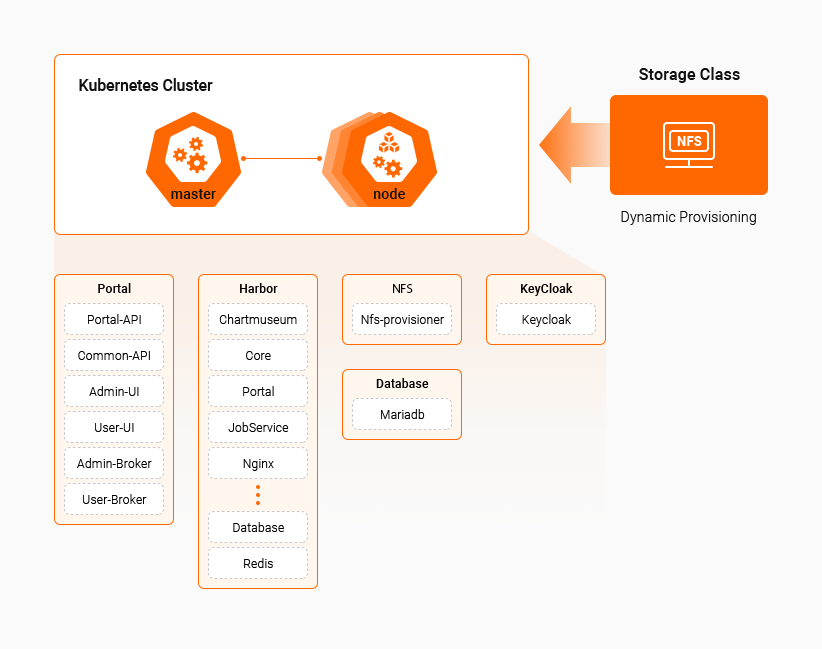 Kubernetes Cluster
master
node
Storage Class
NFS
Dynamic Provisioning
Portal
Portal-API
Common-API
Admin-UI
User-UI
Admin-Broker
User-Broker
Harbor
Chartmuseum
Core
Portal
JobService
Nginx
Database
Redis
NFS
Nfs-provisioner
Database
Mariadb
KeyCloak
Keycloak